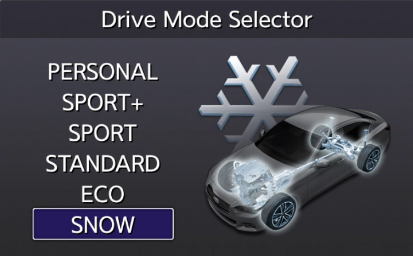 Drive Mode Selector
PERSONAL
SPORT+
SPORT
STANDARD
ECO
SNOW